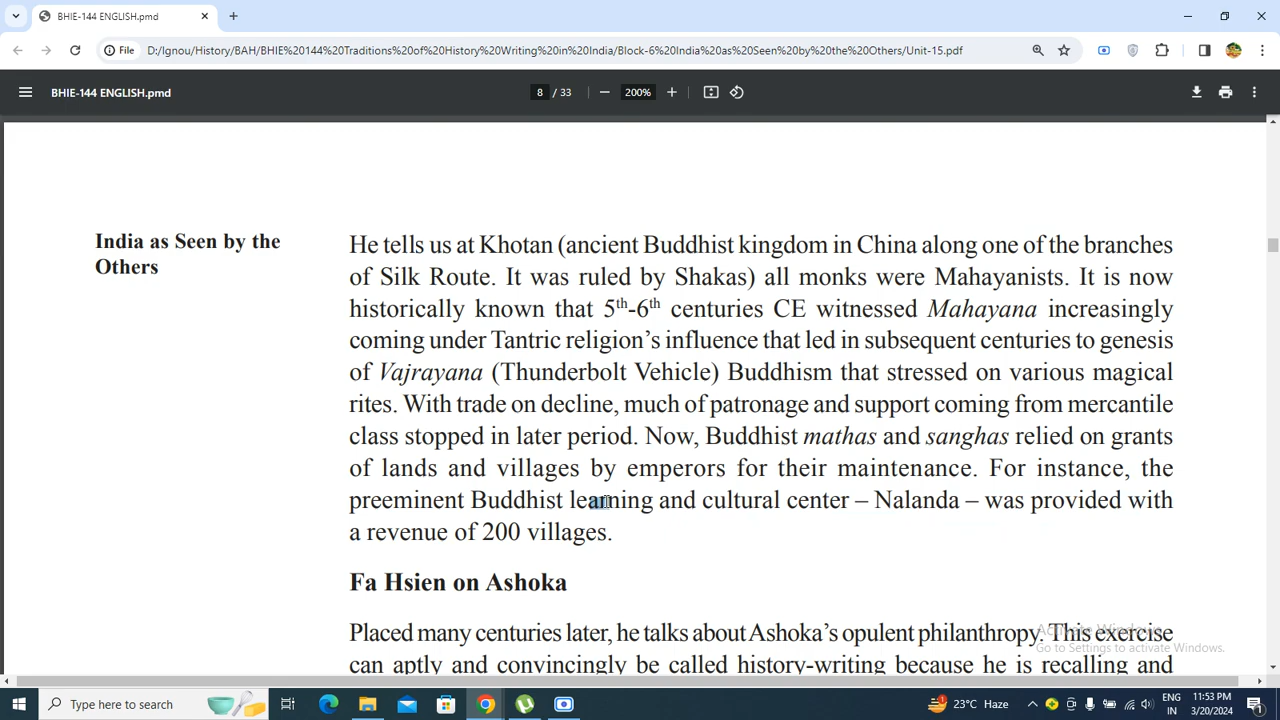 BHIE-144 ENGLISH.pmd
File
D:/Ignou/History/BAH/BHIE%20144%20Traditions%20of%20History%20Writing%20in%20India/Block-6%20India%20as%20Seen%20by%20the%20Others/Unit-15.pdf
BHIE-144 ENGLISH.pmd
8 / 33
200%
India as Seen by the
Others
He tells us at Khotan (ancient Buddhist kingdom in China along one of the branches
of Silk Route. It was ruled by Shakas) all monks were Mahayanists. It is now
historically known that 5th-6th centuries CE witnessed Mahayana increasingly
coming under Tantric religion's influence that led in subsequent centuries to genesis
of Vajrayana (Thunderbolt Vehicle) Buddhism that stressed on various magical
rites. With trade on decline, much of patronage and support coming from mercantile
class stopped in later period. Now, Buddhist mathas and sanghas relied on grants
of lands and villages by emperors for their maintenance. For instance, the
preeminent Buddhist learning and cultural center – Nalanda – was provided with
a revenue of 200 villages.
Fa Hsien on Ashoka
Placed many centuries later, he talks about Ashoka's opulent philanthropy. This exercise
can aptly and convincingly be called history-writing because he is recalling and
Activate Windows
Go to Settings to activate Windows.
Type here to search
23°C Haze
ENG
IN
11:53 PM
3/20/2024
1